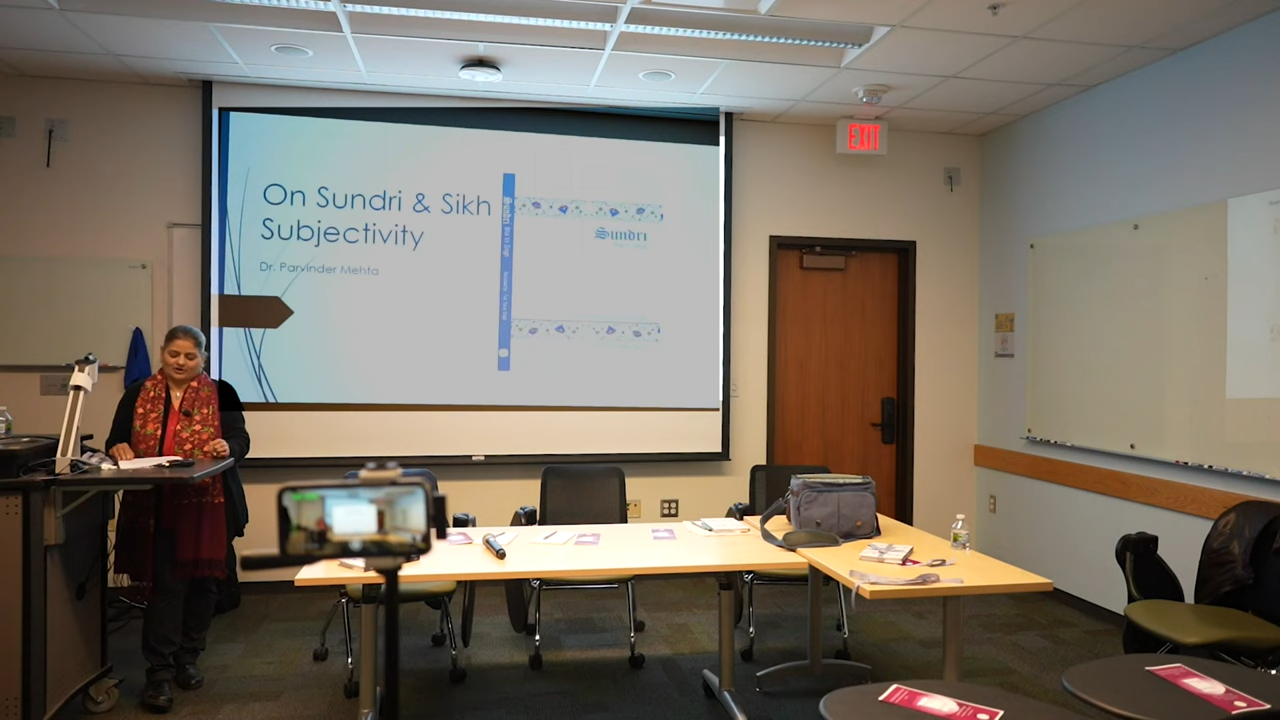 EXIT
On Sundri & Sikh
Subjectivity
Dr. Parvinder Mehta
Sundri